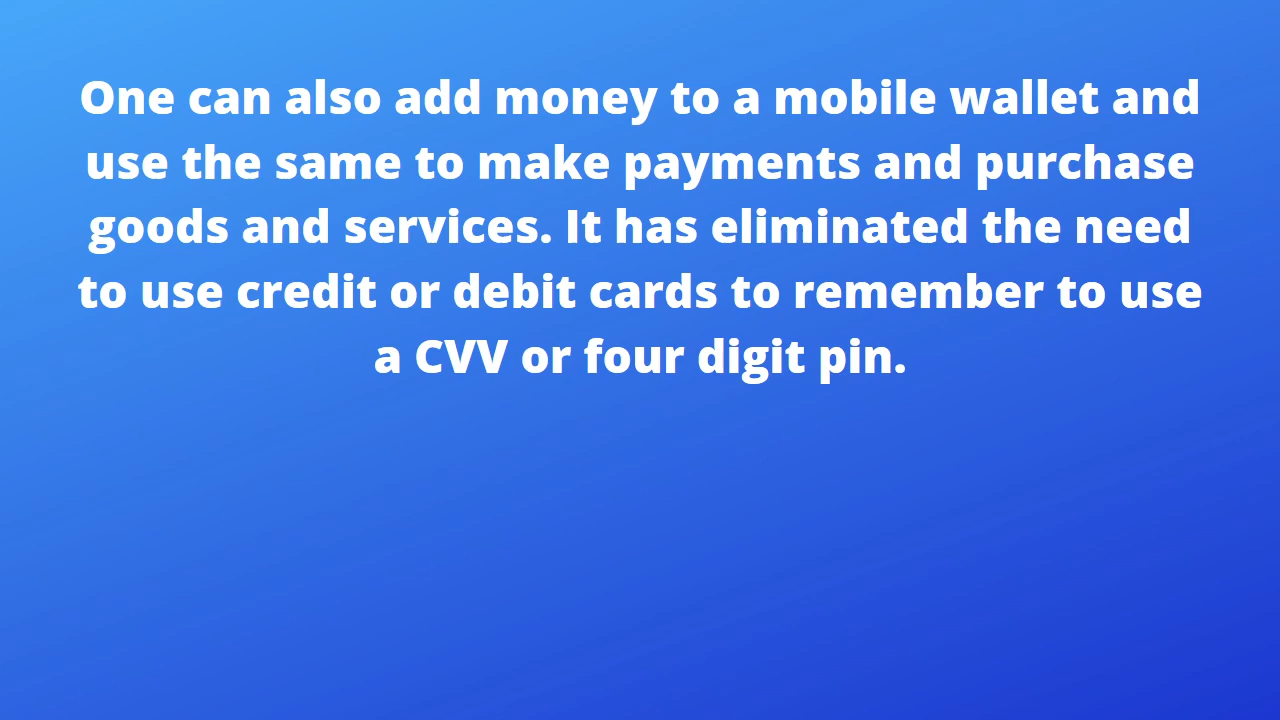 One can also add money to a mobile wallet and
use the same to make payments and purchase
goods and services. It has eliminated the need
to use credit or debit cards to remember to use
a CVV or four digit pin.